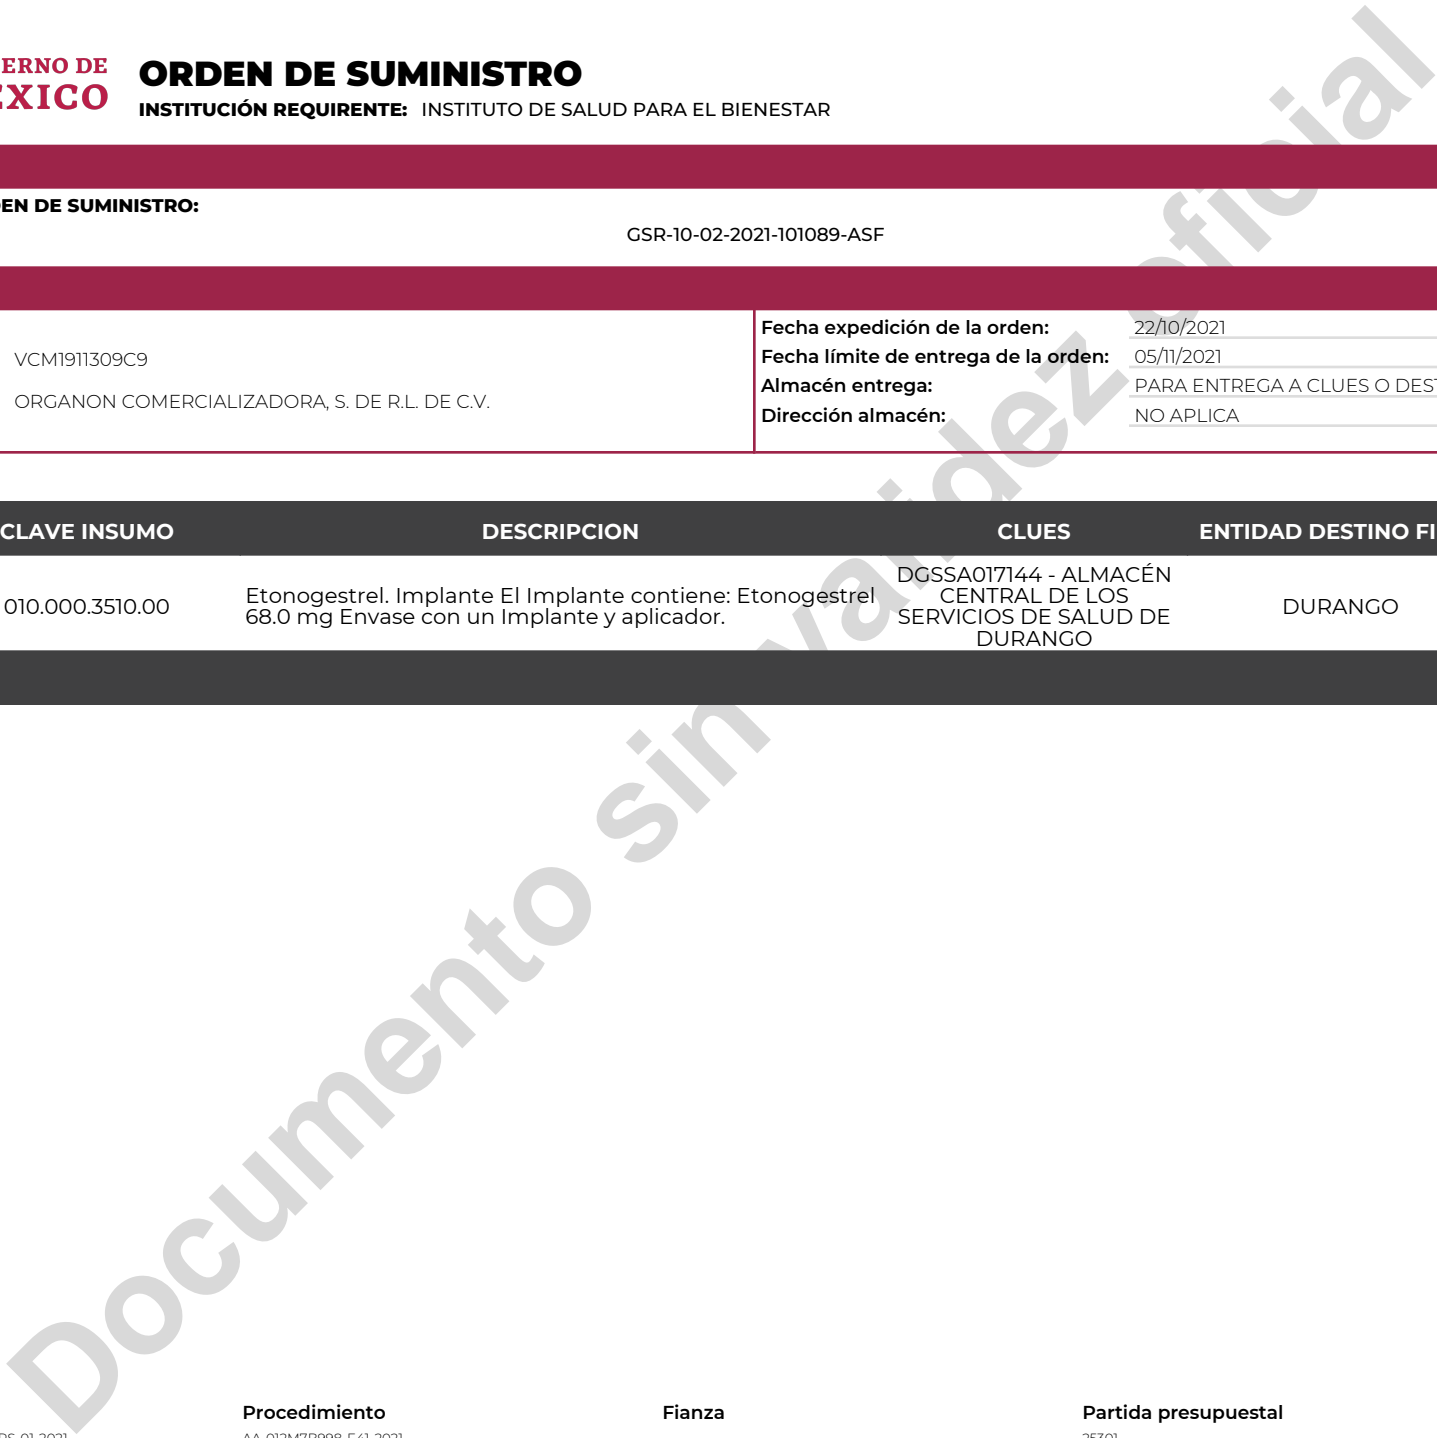 ERNO DE
ÉXICO
ORDEN DE SUMINISTRO
INSTITUCIÓN REQUIRENTE: INSTITUTO DE SALUD PARA EL BIENESTAR
EN DE SUMINISTRO:
GSR-10-02-2021-101089-ASF
VCM1911309C9
ORGANON COMERCIALIZADORA, S. DE R.L. DE C.V.
Fecha expedición de la orden: 22/10/2021
Fecha límite de entrega de la orden: 05/11/2021
Almacén entrega: PARA ENTREGA A CLUES O DEST
Dirección almacén: NO APLICA
CLAVE INSUMO DESCRIPCION CLUES ENTIDAD DESTINO FI
010.000.3510.00
Etonogestrel. Implante El Implante contiene: Etonogestrel
68.0 mg Envase con un Implante y aplicador.
DGSSA017144 - ALMACÉN
CENTRAL DE LOS
SERVICIOS DE SALUD DE
DURANGO
DURANGO
Documento sin validez oficial
Procedimiento Fianza Partida presupuestal